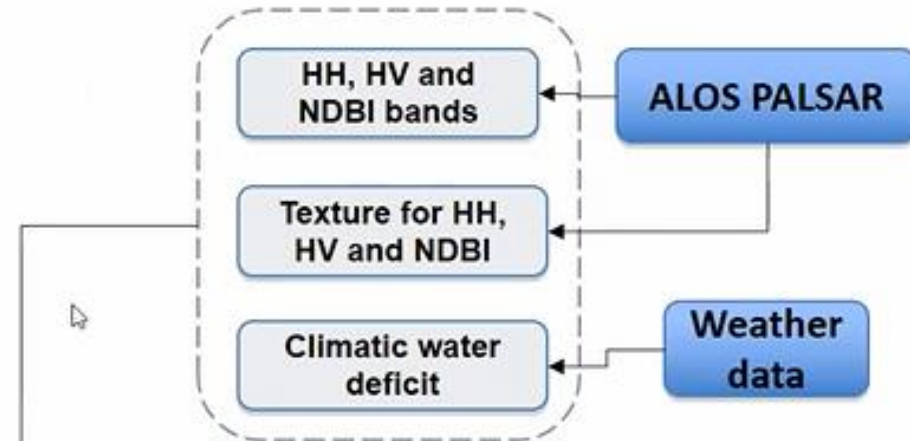 HH, HV and
NDBI bands
ALOS PALSAR
Texture for HH,
HV and NDBI
Climatic water
deficit
Weather
data